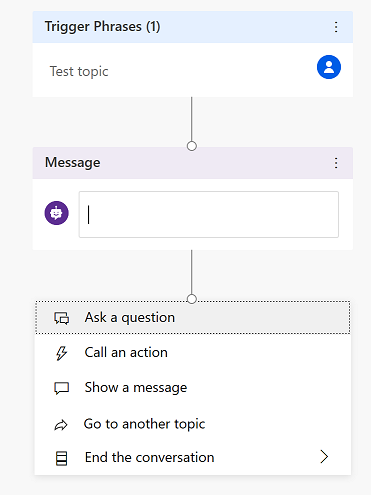 Trigger Phrases (1)
Test topic
Message
Ask a question
Call an action
Show a message
Go to another topic
End the conversation